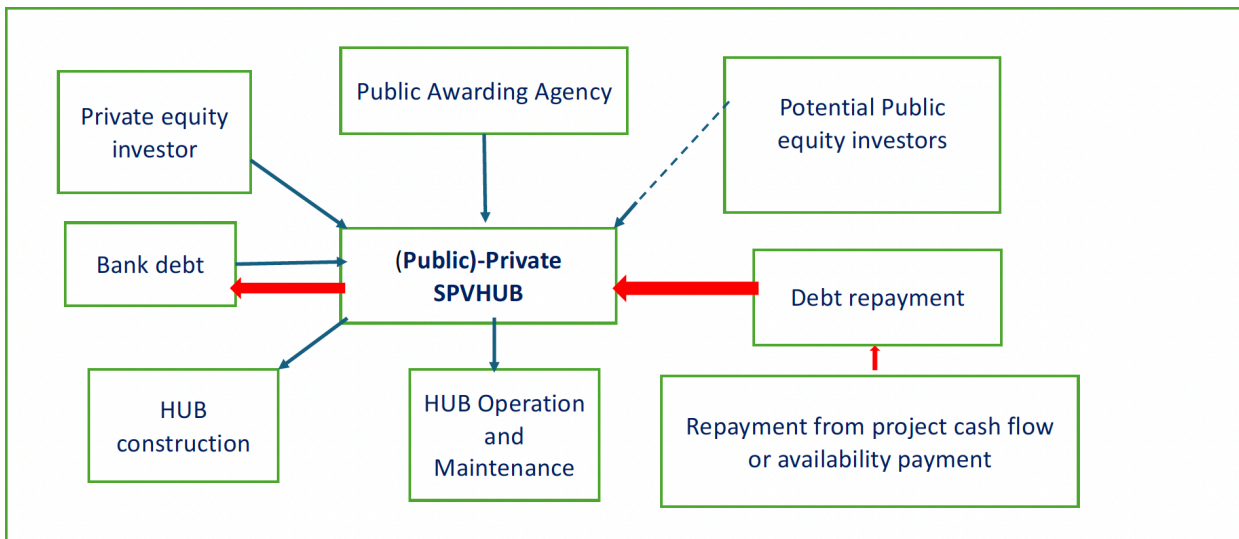 Private equity
investor
Public Awarding Agency
Potential Public
equity investors
Bank debt
(Public)-Private
SPVHUB
Debt repayment
HUB
construction
HUB Operation
and
Maintenance
Repayment from project cash flow
or availability payment